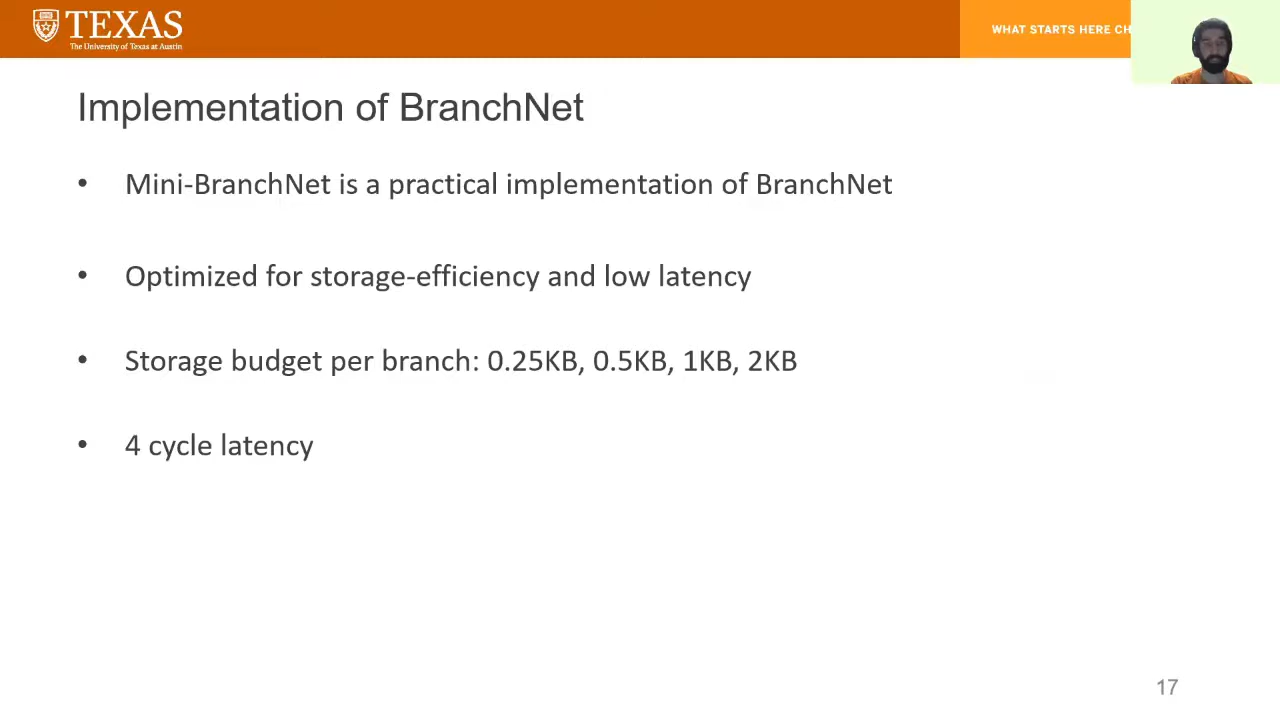 TEXAS
The University of Texas at Austin
WHAT STARTS HERE CH
Implementation of BranchNet
• Mini-BranchNet is a practical implementation of BranchNet
• Optimized for storage-efficiency and low latency
• Storage budget per branch: 0.25KB, 0.5KB, 1KB, 2KB
• 4 cycle latency
17